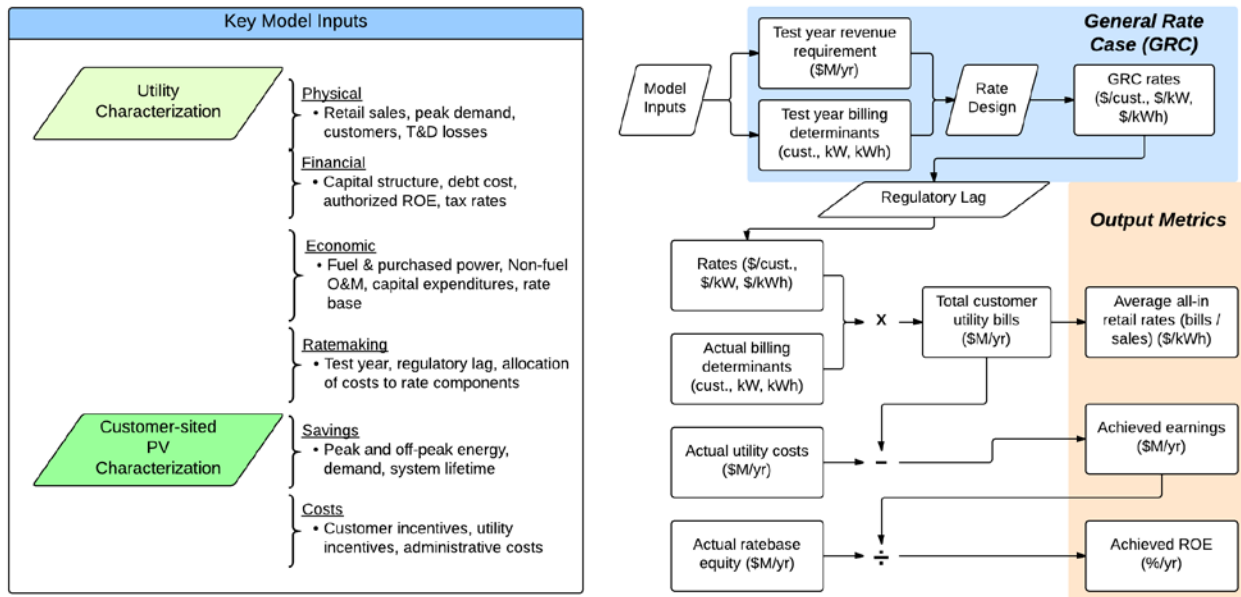 Key Model Inputs
Utility
Characterization
Physical
• Retail sales, peak demand,
customers, T&D losses
Financial
• Capital structure, debt cost,
authorized ROE, tax rates
Economic
• Fuel & purchased power, Non-fuel
O&M, capital expenditures, rate
base
Ratemaking
• Test year, regulatory lag, allocation
of costs to rate components
Customer-sited
PV
Characterization
Savings
• Peak and off-peak energy,
demand, system lifetime
Costs
• Customer incentives, utility
incentives, administrative costs
General Rate
Case (GRC)
Model
Inputs
Test year revenue
requirement
($M/yr)
Test year billing
determinants
(cust., kW, kWh)
Rate
Design
GRC rates
($/cust., $/kW,
$/kWh)
Regulatory Lag
Output Metrics
Rates ($/cust.,
$/kW, $/kWh)
Actual billing
determinants
(cust., kW, kWh)
x
Total customer
utility bills
($M/yr)
Average all-in
retail rates (bills /
sales) ($/kWh)
Actual utility costs
($M/yr)
-
Achieved earnings
($M/yr)
Actual ratebase
equity ($M/yr)
÷
Achieved ROE
(%/yr)